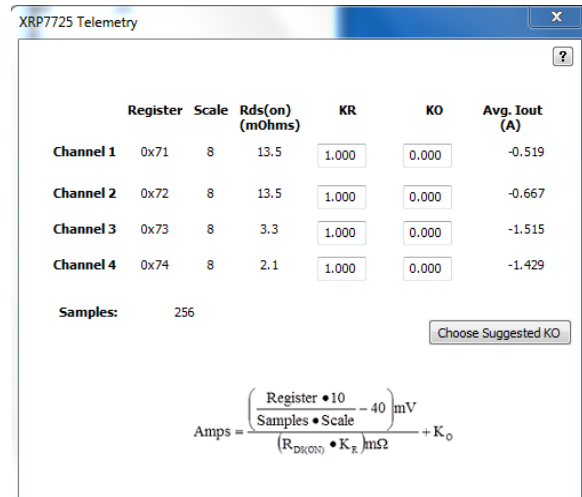 XRP7725 Telemetry
x
?
Register Scale Rds(on) (mOhms) KR KO Avg. Iout (A)
Channel 1 0x71 8 13.5 1.000 0.000 -0.519
Channel 2 0x72 8 13.5 1.000 0.000 -0.667
Channel 3 0x73 8 3.3 1.000 0.000 -1.515
Channel 4 0x74 8 2.1 1.000 0.000 -1.429
Samples: 256
Choose Suggested KO
Amps = ((Register • 10 / Samples • Scale) − 40)mV / (R_DS(ON) • K_R)mΩ + K_O